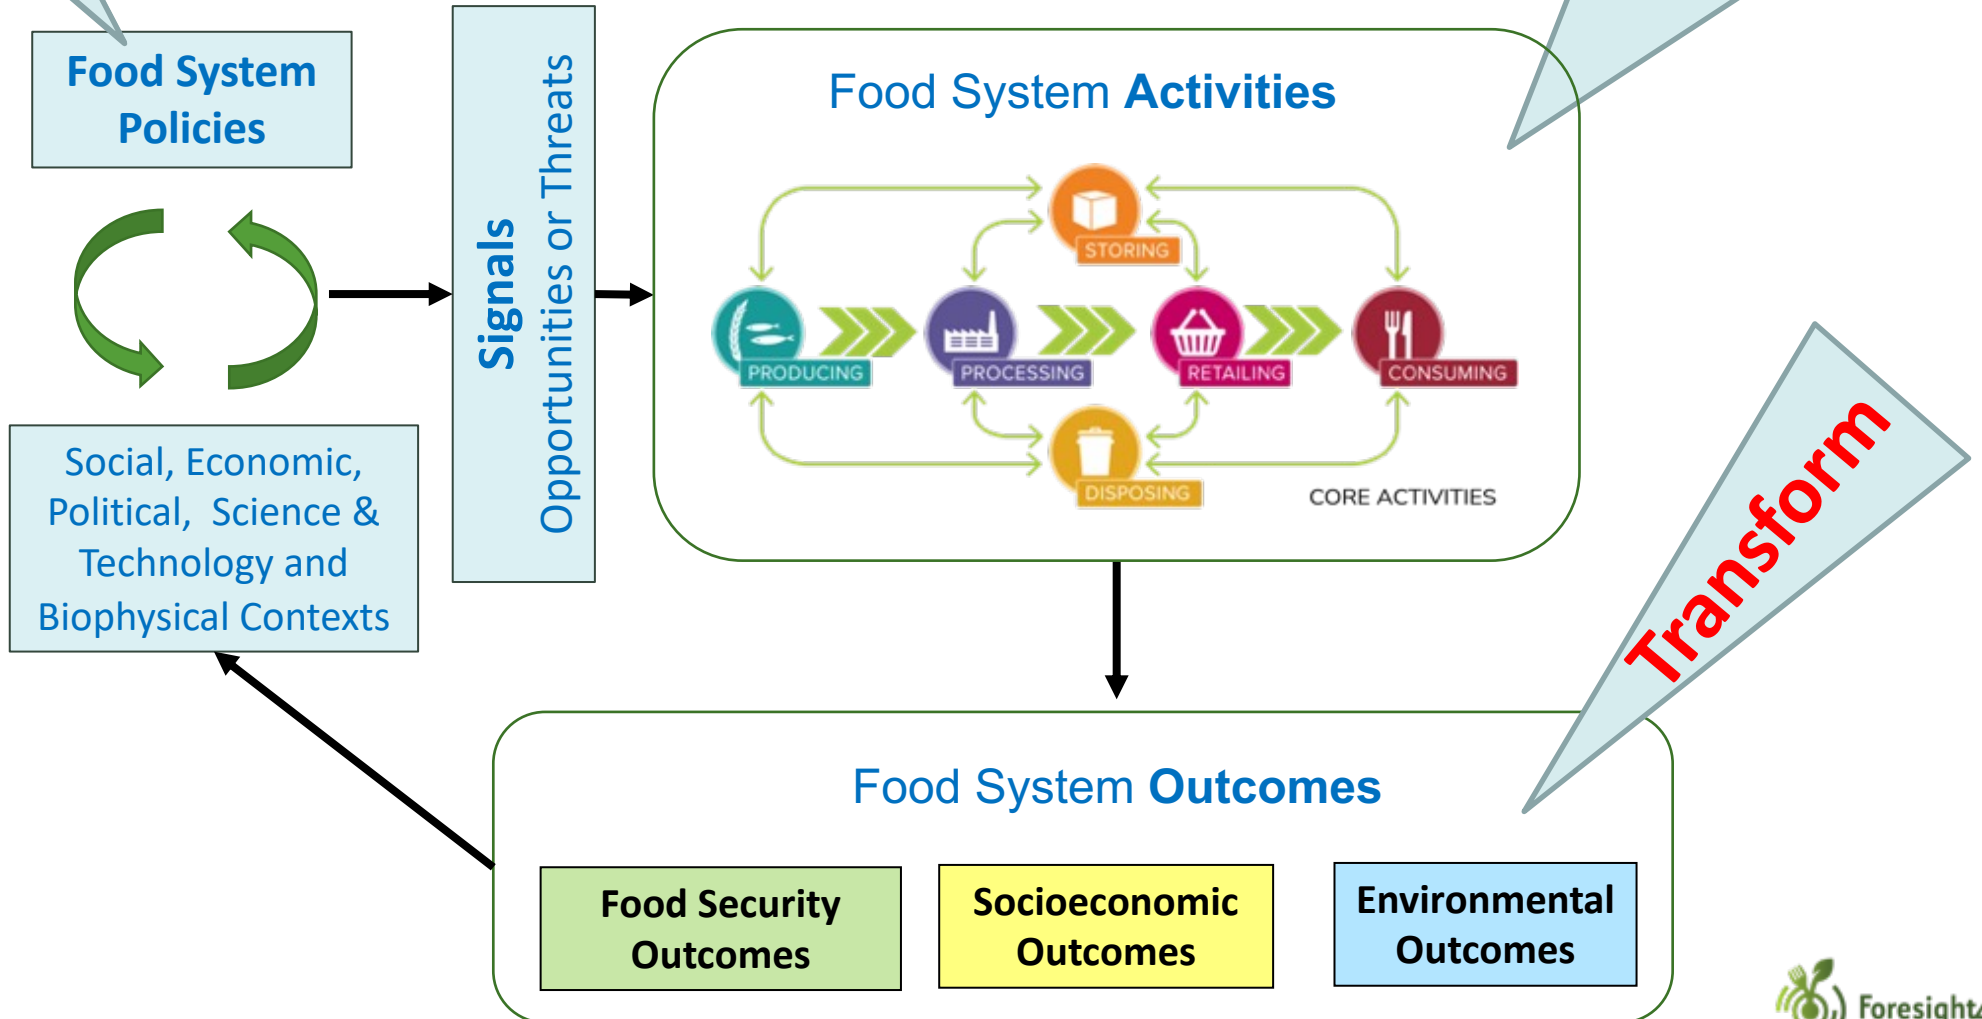 Food System
Policies
Signals
Opportunities or Threats
Food System Activities
STORING
PRODUCING
PROCESSING
RETAILING
CONSUMING
DISPOSING
CORE ACTIVITIES
Social, Economic,
Political, Science &
Technology and
Biophysical Contexts
Transform
Food System Outcomes
Food Security
Outcomes
Socioeconomic
Outcomes
Environmental
Outcomes
Foresight4